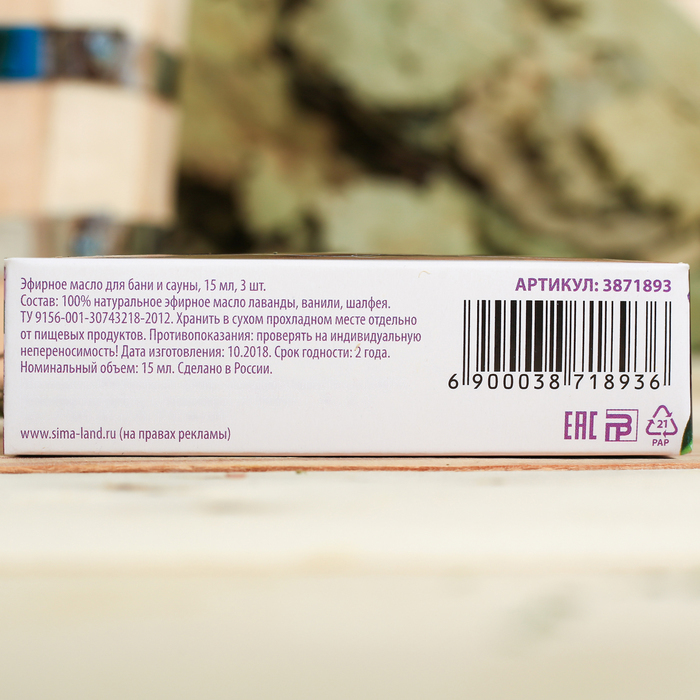 Эфирное масло для бани и сауны, 15 мл, 3 шт.
Состав: 100% натуральное эфирное масло лаванды, ванили, шалфея.
ТУ 9156-001-30743218-2012. Хранить в сухом прохладном месте отдельно
от пищевых продуктов. Противопоказания: проверять на индивидуальную
непереносимость! Дата изготовления: 10.2018. Срок годности: 2 года.
Номинальный объем: 15 мл. Сделано в России.
www.sima-land.ru (на правах рекламы)
АРТИКУЛ: 3871893
6 900038 718936
EAC
21
PAP